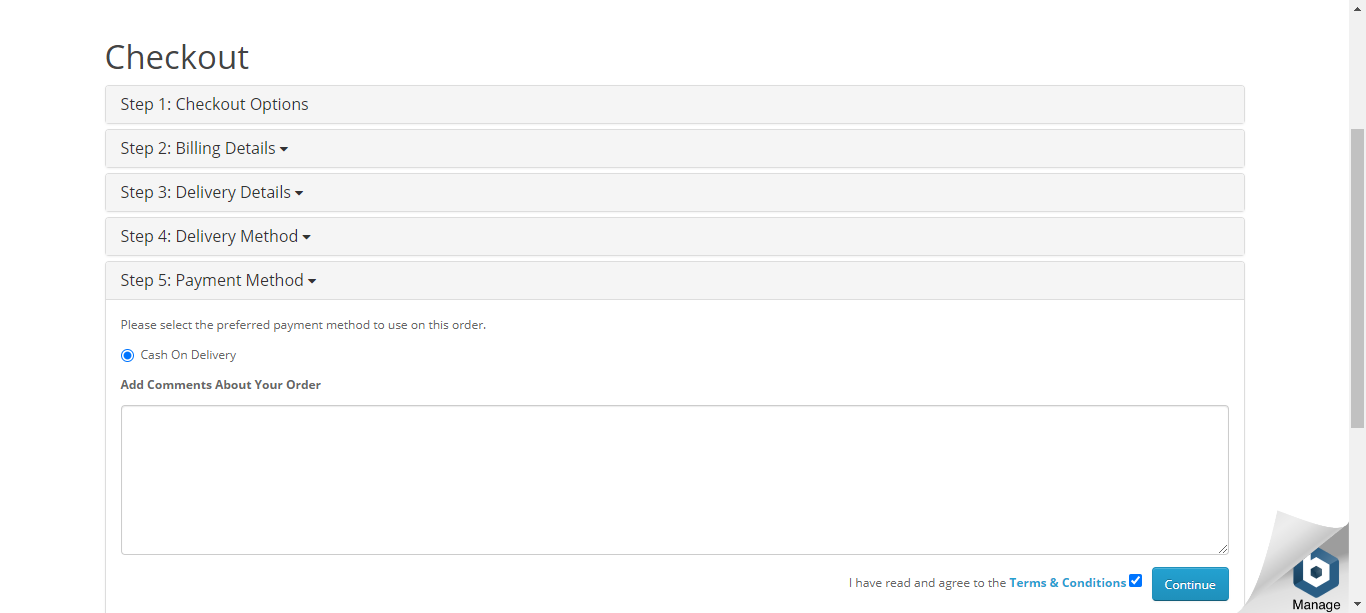 Checkout
Step 1: Checkout Options
Step 2: Billing Details
Step 3: Delivery Details
Step 4: Delivery Method
Step 5: Payment Method
Please select the preferred payment method to use on this order.
Cash On Delivery
Add Comments About Your Order
I have read and agree to the Terms & Conditions
Continue
Manage